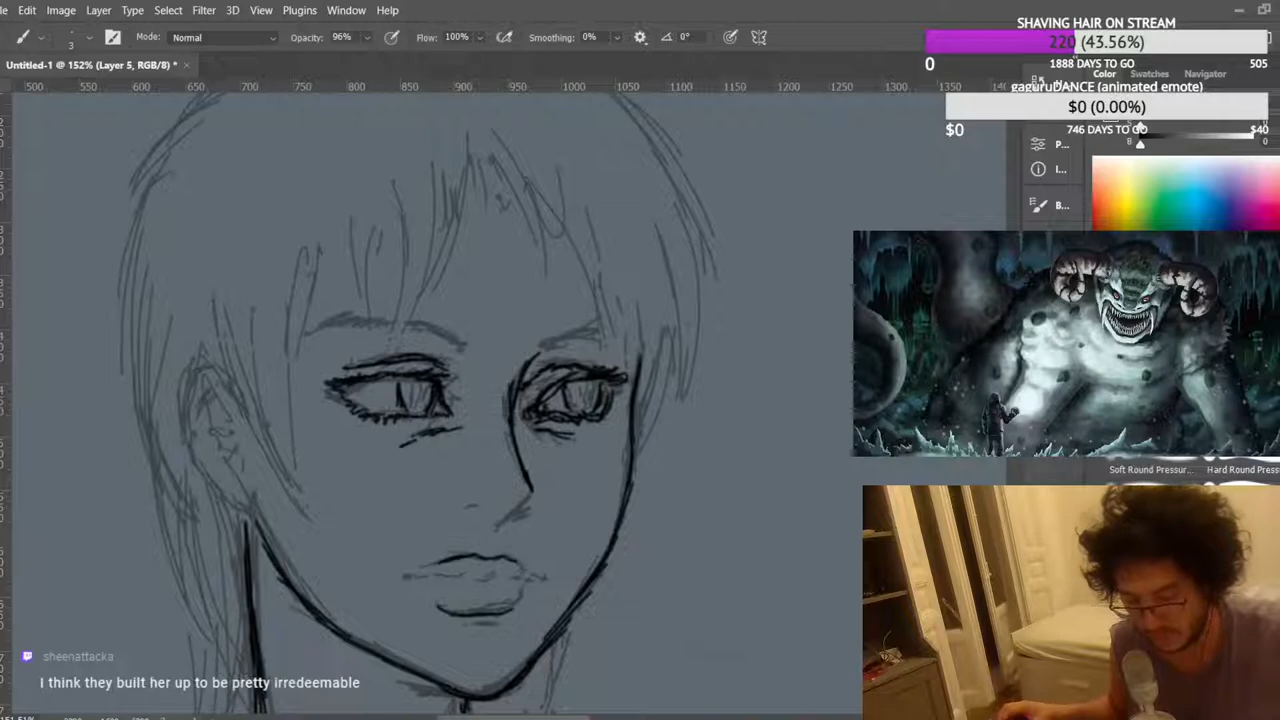 Edit Image Layer Type Select Filter 3D View Plugins Window Help
3 Mode: Normal Opacity: 96% Flow: 100% Smoothing: 0% 0°
Untitled-1 @ 152% (Layer 5, RGB/8) *
500 550 600 650 700 750 800 850 900 950 1000 1050 1100 1150 1200 1250 1300 1350
SHAVING HAIR ON STREAM
220 (43.56%)
0 1888 DAYS TO GO 505
Color Swatches Navigator
gaguruDANCE (animated emote)
$0 (0.00%)
$0 746 DAYS TO GO $40
B 0
P...
I...
B...
Soft Round Pressur... Hard Round Pressure
sheenattacka
I think they built her up to be pretty irredeemable